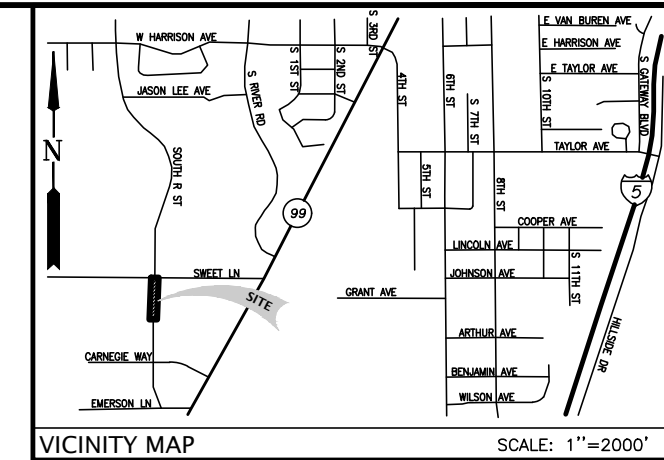 W HARRISON AVE
JASON LEE AVE
SOUTH R ST
S RIVER RD
S 1ST ST
S 2ND ST
S 3RD ST
4TH ST
5TH ST
6TH ST
S 7TH ST
8TH ST
S 10TH ST
E VAN BUREN AVE
E HARRISON AVE
E TAYLOR AVE
S GATEWAY BLVD
TAYLOR AVE
N
99
5
COOPER AVE
LINCOLN AVE
JOHNSON AVE
S 11TH ST
SWEET LN
SITE
GRANT AVE
ARTHUR AVE
HILLSIDE DR
CARNEGIE WAY
BENJAMIN AVE
WILSON AVE
EMERSON LN
VICINITY MAP
SCALE: 1''=2000'